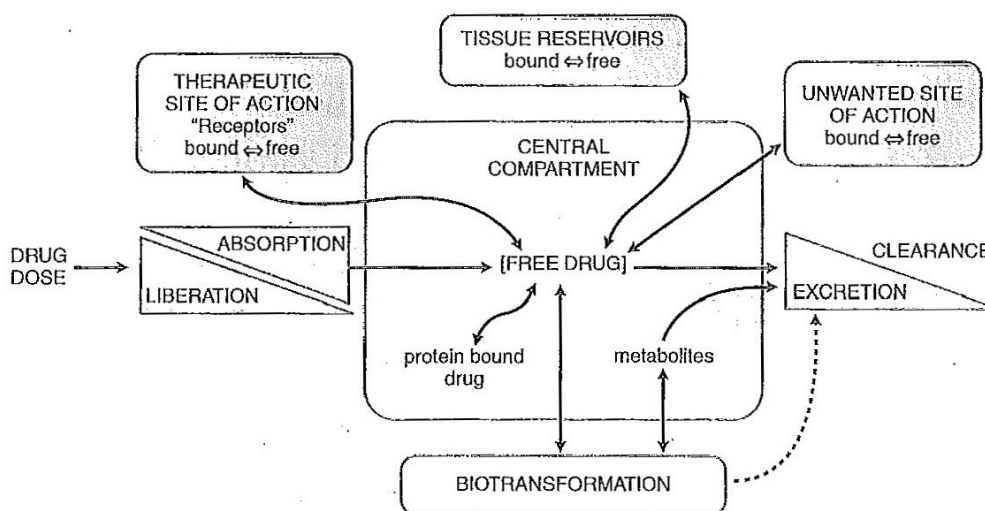 TISSUE RESERVOIRS
bound ⇔ free
THERAPEUTIC
SITE OF ACTION
"Receptors"
bound ⇔ free
UNWANTED SITE
OF ACTION
bound ⇔ free
CENTRAL
COMPARTMENT
DRUG
DOSE
ABSORPTION
LIBERATION
[FREE DRUG]
CLEARANCE
EXCRETION
protein bound
drug
metabolites
BIOTRANSFORMATION